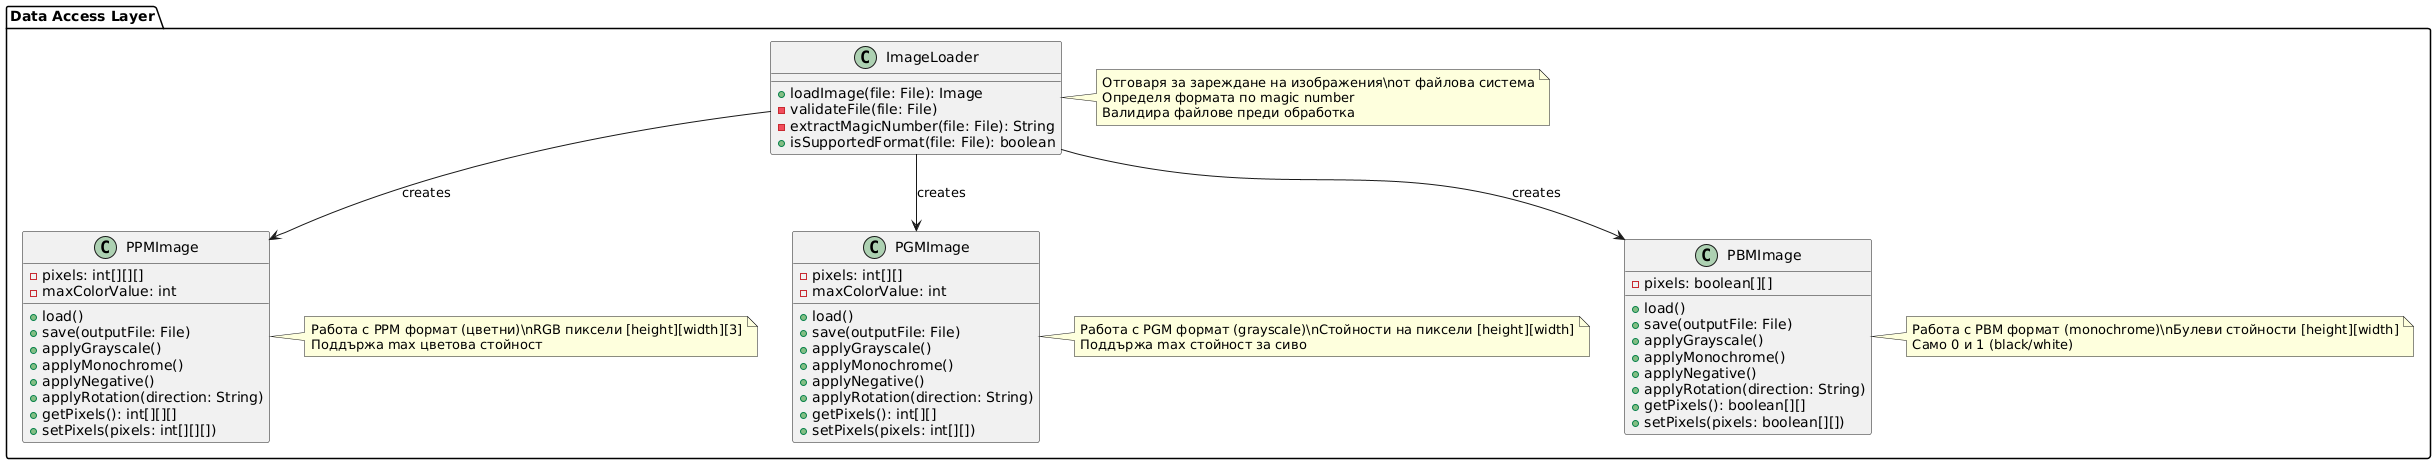 Data Access Layer
C ImageLoader
loadImage(file: File): Image
validateFile(file: File)
extractMagicNumber(file: File): String
isSupportedFormat(file: File): boolean
Отговаря за зареждане на изображения\nот файлова система
Определя формата по magic number
Валидира файлове преди обработка
creates
creates
creates
C PPMImage
pixels: int[][][]
maxColorValue: int
load()
save(outputFile: File)
applyGrayscale()
applyMonochrome()
applyNegative()
applyRotation(direction: String)
getPixels(): int[][][]
setPixels(pixels: int[][][])
Работа с PPM формат (цветни)\nRGB пиксели [height][width][3]
Поддържа max цветова стойност
C PGMImage
pixels: int[][]
maxColorValue: int
load()
save(outputFile: File)
applyGrayscale()
applyMonochrome()
applyNegative()
applyRotation(direction: String)
getPixels(): int[][]
setPixels(pixels: int[][])
Работа с PGM формат (grayscale)\nСтойности на пиксели [height][width]
Поддържа max стойност за сиво
C PBMImage
pixels: boolean[][]
load()
save(outputFile: File)
applyGrayscale()
applyMonochrome()
applyNegative()
applyRotation(direction: String)
getPixels(): boolean[][]
setPixels(pixels: boolean[][])
Работа с PBM формат (monochrome)\nБулеви стойности [height][width]
Само 0 и 1 (black/white)